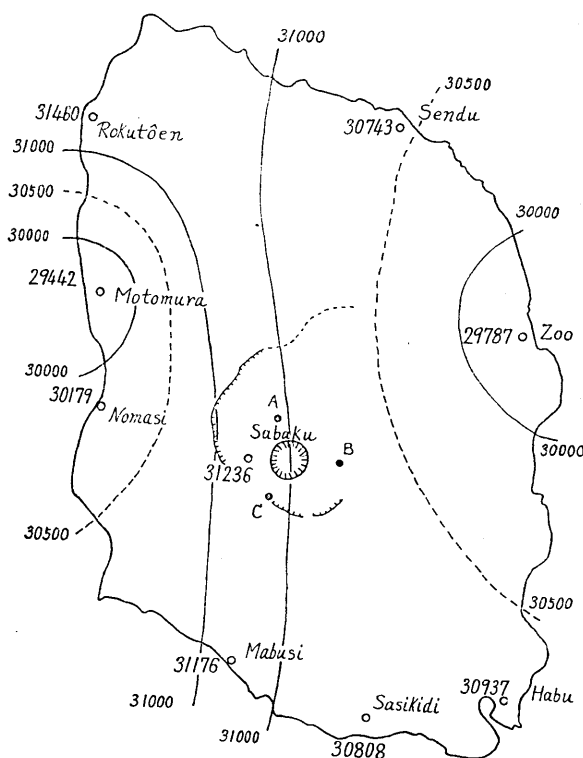 31000
30500
Sendu
31460
Rokutôen
30743
31000
30500
30000
30000
29442
Motomura
29787
Zoo
30000
30179
Nomasi
A
Sabaku
B
30000
31236
C
30500
30500
Mabusi
31176
30937
Habu
31000
Sasikidi
31000
30808